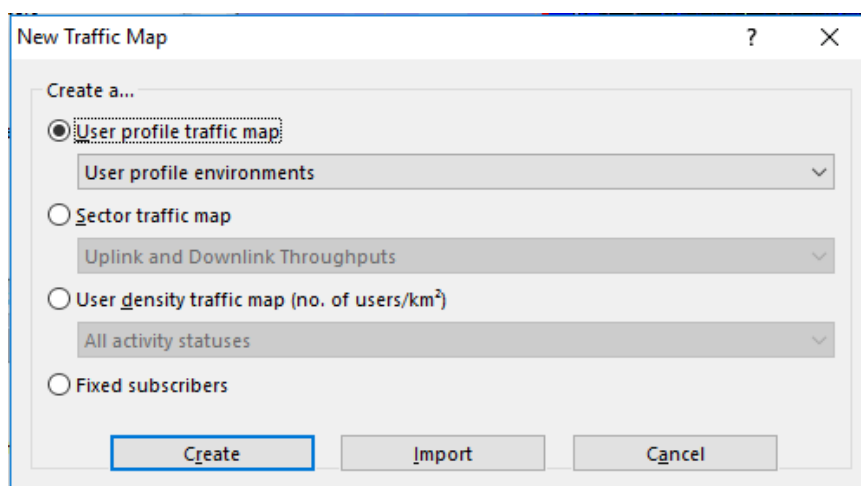 New Traffic Map
?
Create a...
User profile traffic map
User profile environments
Sector traffic map
Uplink and Downlink Throughputs
User density traffic map (no. of users/km²)
All activity statuses
Fixed subscribers
Create Import Cancel